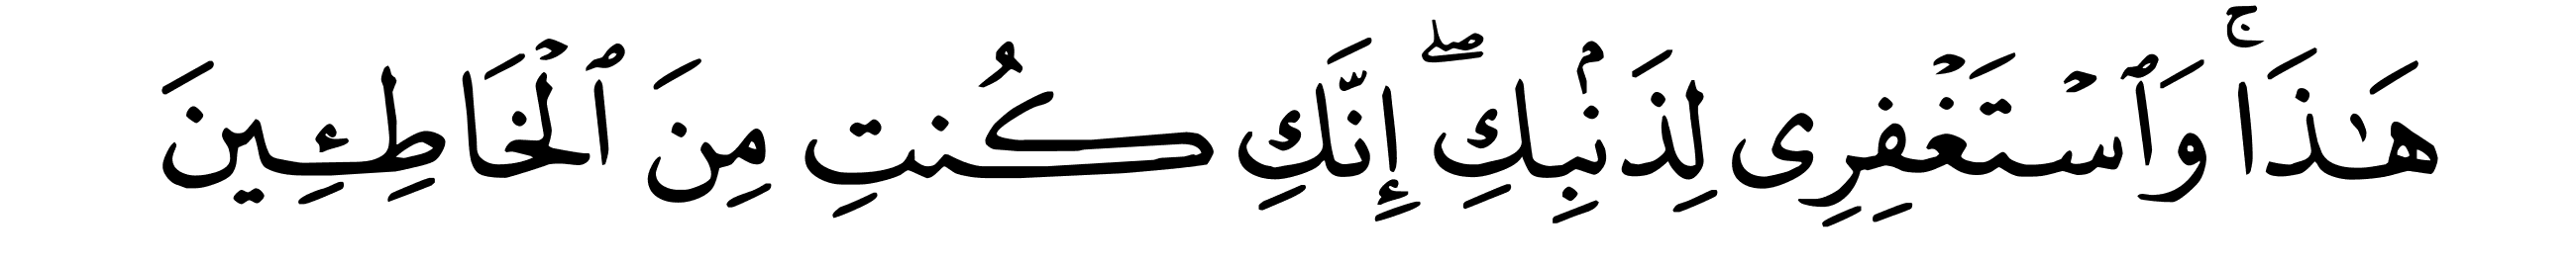 هَـٰذَاۚ وَٱسۡتَغۡفِرِى لِذَنۢبِكِۖ إِنَّكِ كُنتِ مِنَ ٱلۡخَاطِـِٔينَ